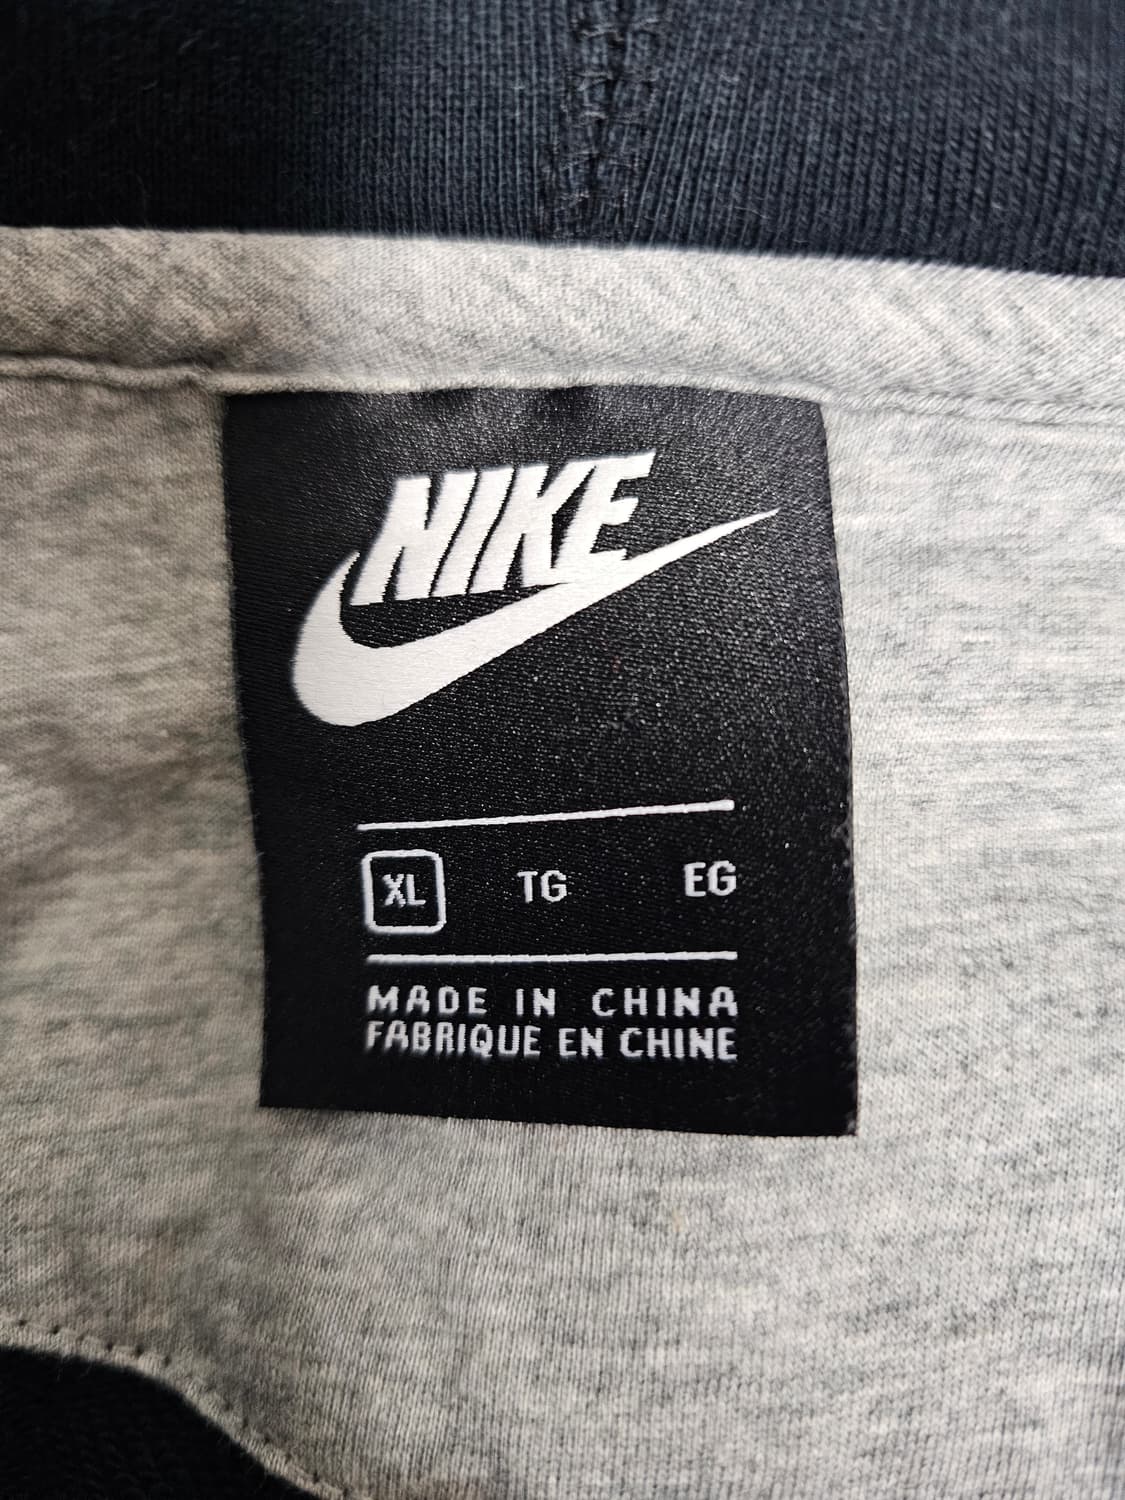 NIKE
XL TG EG
MADE IN CHINA
FABRIQUE EN CHINE